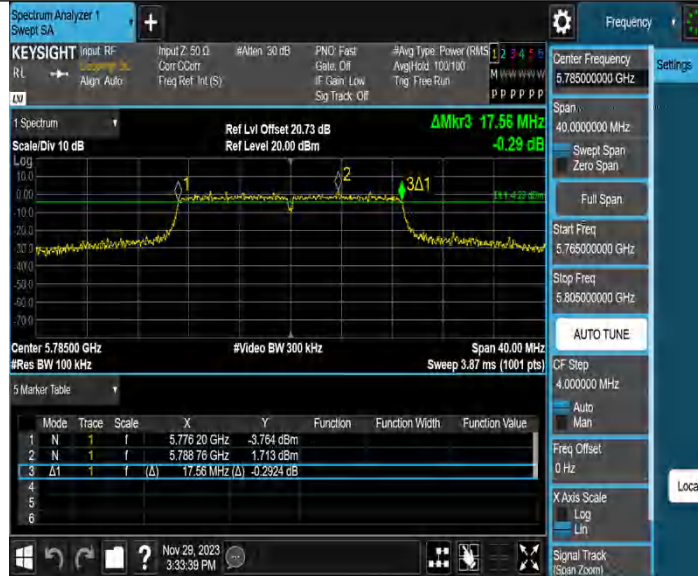 Spectrum Analyzer 1
Swept SA
+
Frequency
KEYSIGHT Input: RF Input Z: 50 Ω #Atten: 30 dB PNO: Fast #Avg Type: Power (RMS 1 2 3 4 5 6
RL Corr CCorr Gate: Off Avg|Hold: 100/100 M W W W W W
Align: Auto Freq Ref: Int (S) IF Gain: Low Trig: Free Run
Sig Track: Off P P P P P P
LXI
1 Spectrum
Ref Lvl Offset 20.73 dB ΔMkr3 17.56 MHz
Scale/Div 10 dB Ref Level 20.00 dBm -0.29 dB
Log
10.0
0.00
-10.0
-20.0
-30.0
-40.0
-50.0
-60.0
-70.0
1
2
3Δ1
Center 5.78500 GHz #Video BW 300 kHz Span 40.00 MHz
#Res BW 100 kHz Sweep 3.87 ms (1001 pts)
5 Marker Table
Mode Trace Scale X Y Function Function Width Function Value
1 N 1 f 5.776 20 GHz -3.764 dBm
2 N 1 f 5.788 76 GHz 1.713 dBm
3 Δ1 1 f (Δ) 17.56 MHz (Δ) -0.2924 dB
4
5
6
Nov 29, 2023
3:33:39 PM
?
Center Frequency
5.785000000 GHz
Settings
Span
40.0000000 MHz
Swept Span
Zero Span
Full Span
Start Freq
5.765000000 GHz
Stop Freq
5.805000000 GHz
AUTO TUNE
CF Step
4.000000 MHz
Auto
Man
Freq Offset
0 Hz
X Axis Scale
Log
Lin
Signal Track
(Span Zoom)
Loca